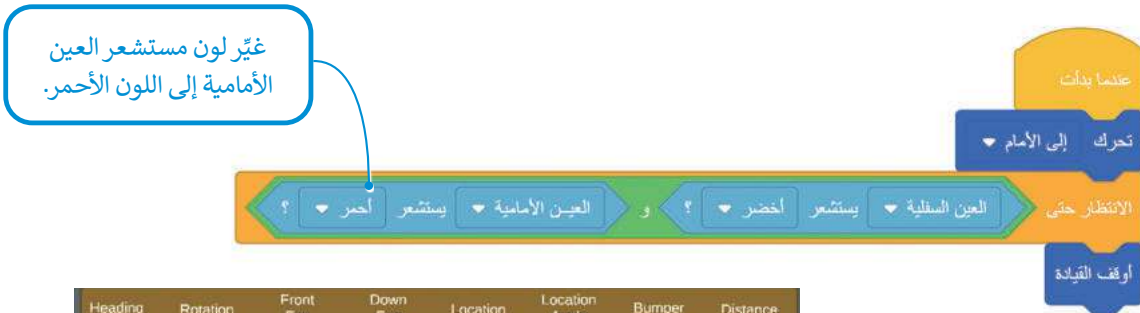 غيِّر لون مستشعر العين
الأمامية إلى اللون الأحمر.
عندما بدأت
تحرك إلى الأمام
الانتظار حتى العين السفلية يستشعر أخضر ؟ و العين الأمامية يستشعر أحمر ؟
أوقف القيادة
Heading Rotation Front Down Location Location Bumper Distance